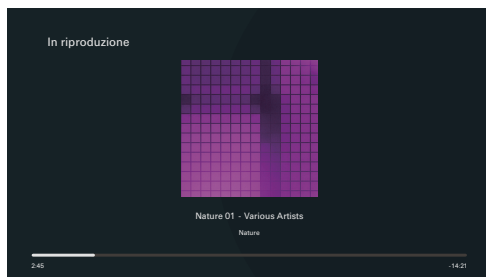 In riproduzione
Nature 01 - Various Artists
Nature
2:45
-14:21